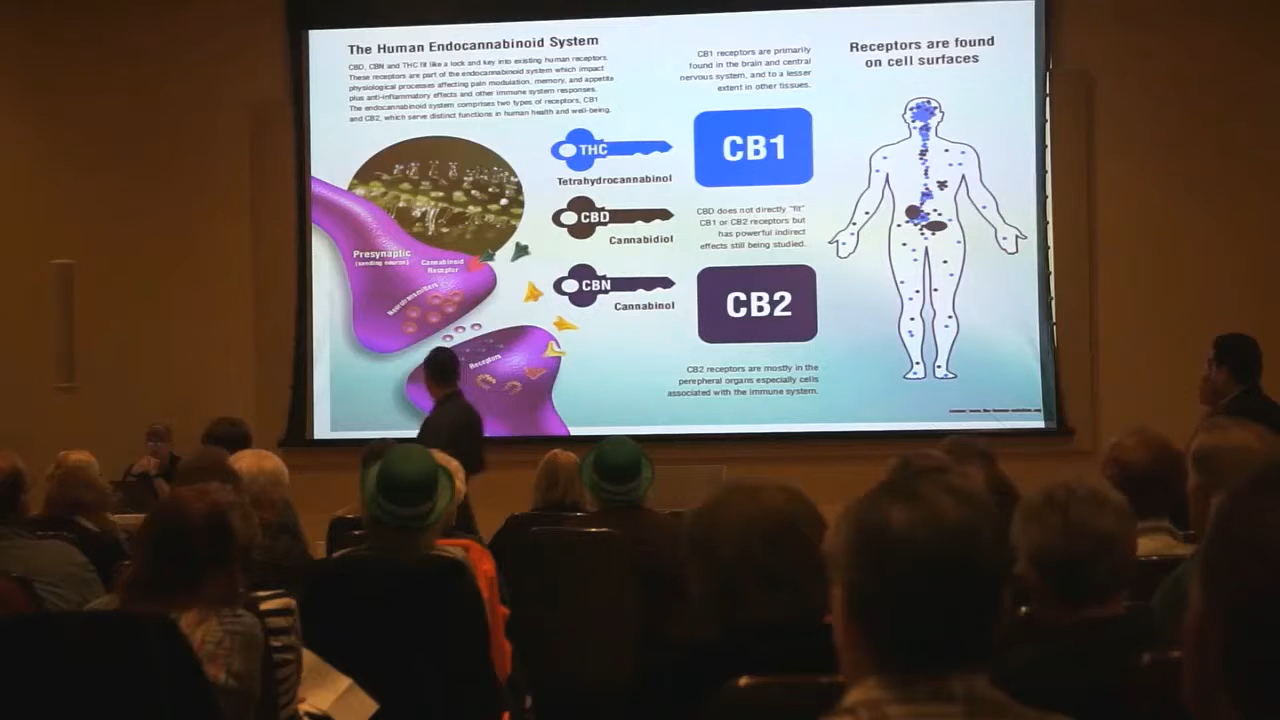 The Human Endocannabinoid System
CBD, CBN and THC fit like a lock and key into existing human receptors.
These receptors are part of the endocannabinoid system which impact
physiological processes affecting pain modulation, memory, and appetite
plus anti-inflammatory effects and other immune system responses.
The endocannabinoid system comprises two types of receptors, CB1
and CB2, which serve distinct functions in human health and well-being.
Presynaptic
(sending neuron)
Cannabinoid
Receptor
Neurotransmitters
Receptors
THC
Tetrahydrocannabinol
CBD
Cannabidiol
CBN
Cannabinol
CB1 receptors are primarily
found in the brain and central
nervous system, and to a lesser
extent in other tissues.
CB1
CBD does not directly "fit"
CB1 or CB2 receptors but
has powerful indirect
effects still being studied.
CB2
CB2 receptors are mostly in the
perepheral organs especially cells
associated with the immune system.
Receptors are found
on cell surfaces